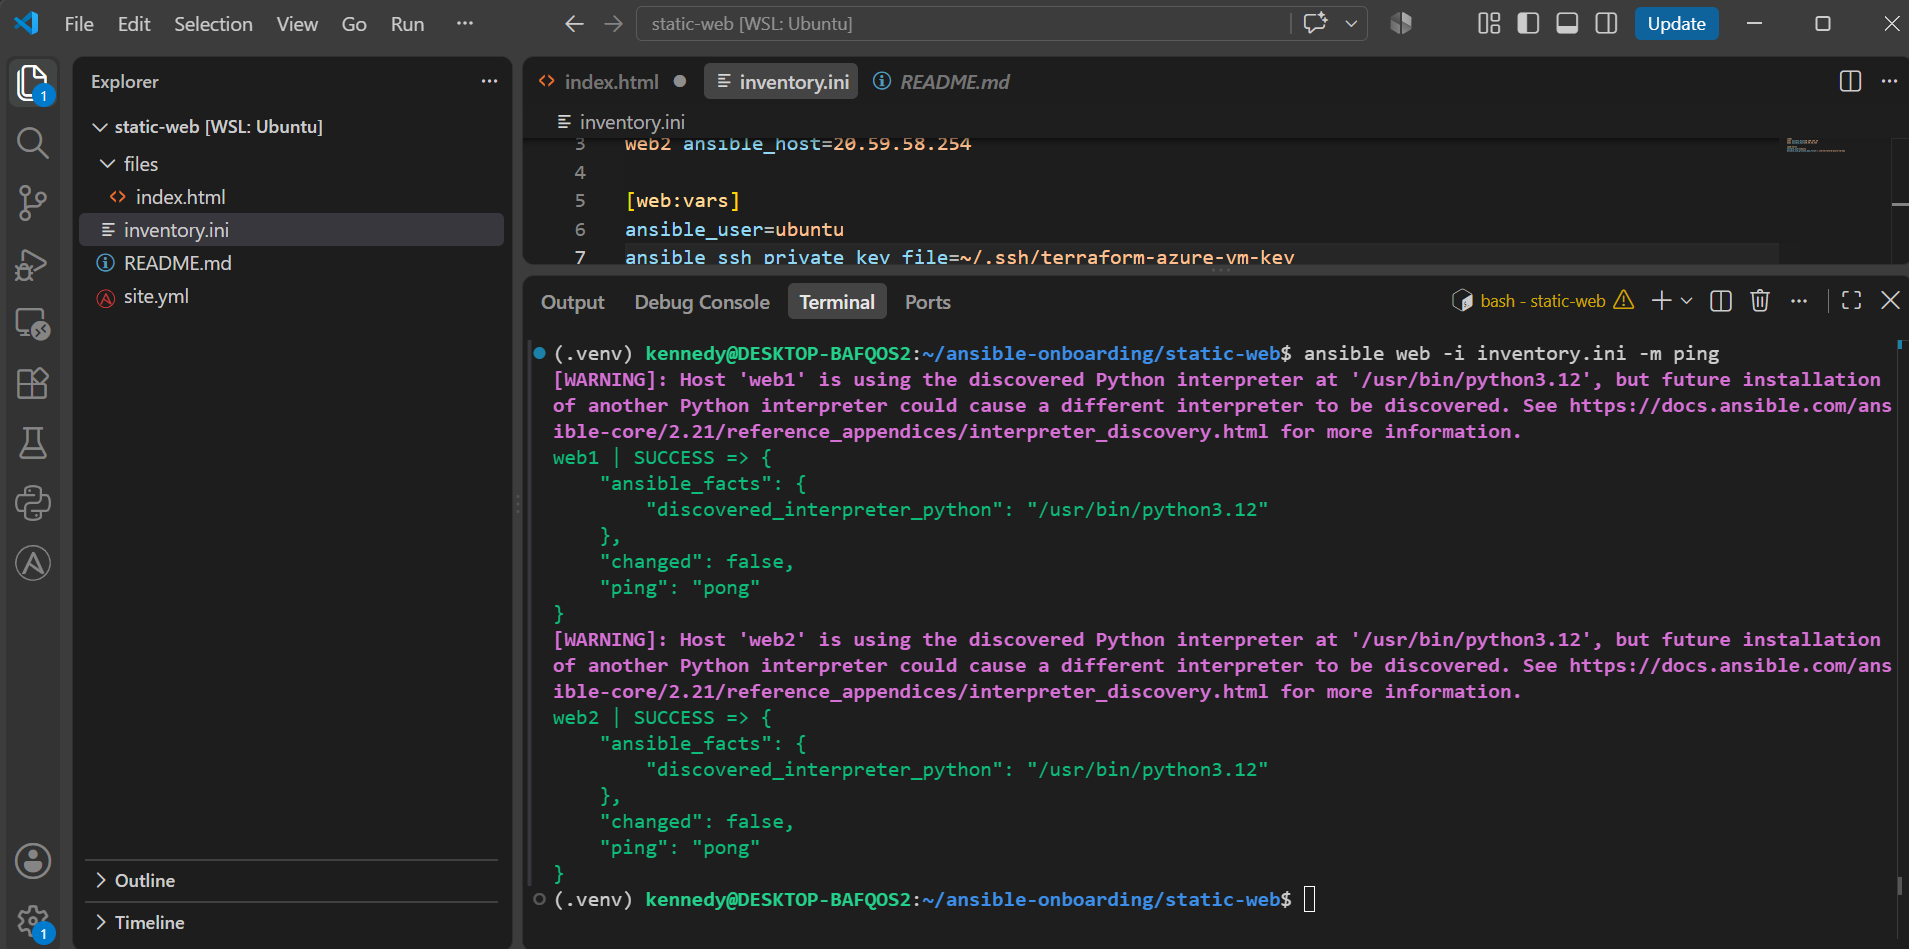 File Edit Selection View Go Run ··· static-web [WSL: Ubuntu] Update
Explorer ···
1
static-web [WSL: Ubuntu]
files
index.html
inventory.ini
README.md
site.yml
Outline
Timeline
1
index.html inventory.ini README.md ···
inventory.ini
3 web2 ansible_host=20.59.58.254
4
5 [web:vars]
6 ansible_user=ubuntu
7 ansible_ssh_private_key_file=~/.ssh/terraform-azure-vm-key
Output Debug Console Terminal Ports bash - static-web ···
(.venv) kennedy@DESKTOP-BAFQOS2:~/ansible-onboarding/static-web$ ansible web -i inventory.ini -m ping
[WARNING]: Host 'web1' is using the discovered Python interpreter at '/usr/bin/python3.12', but future installation
of another Python interpreter could cause a different interpreter to be discovered. See https://docs.ansible.com/ans
ible-core/2.21/reference_appendices/interpreter_discovery.html for more information.
web1 | SUCCESS => {
    "ansible_facts": {
        "discovered_interpreter_python": "/usr/bin/python3.12"
    },
    "changed": false,
    "ping": "pong"
}
[WARNING]: Host 'web2' is using the discovered Python interpreter at '/usr/bin/python3.12', but future installation
of another Python interpreter could cause a different interpreter to be discovered. See https://docs.ansible.com/ans
ible-core/2.21/reference_appendices/interpreter_discovery.html for more information.
web2 | SUCCESS => {
    "ansible_facts": {
        "discovered_interpreter_python": "/usr/bin/python3.12"
    },
    "changed": false,
    "ping": "pong"
}
(.venv) kennedy@DESKTOP-BAFQOS2:~/ansible-onboarding/static-web$